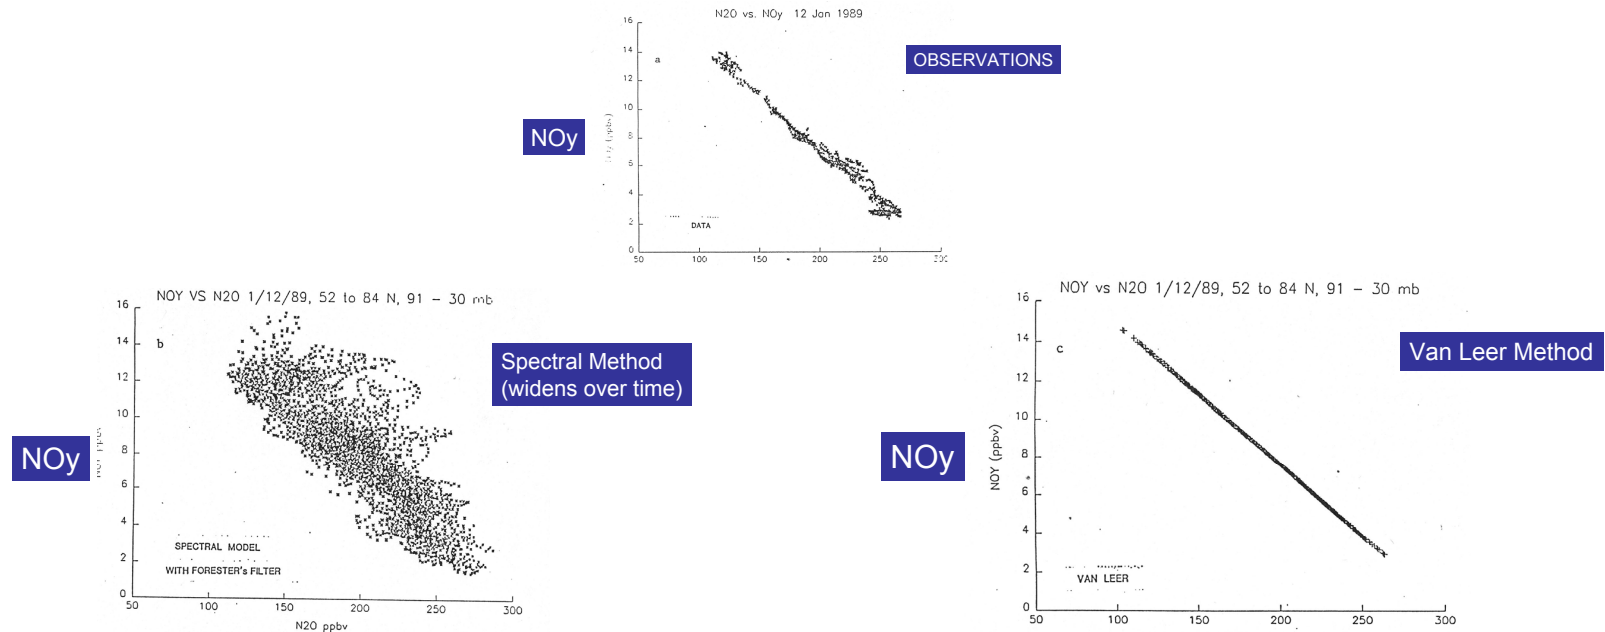 N2O vs. NOy 12 Jan 1989
16
14
12
10
8
6
4
2
0
a
OBSERVATIONS
NOy
DATA
50
100
150
200
250
NOY VS N2O 1/12/89, 52 to 84 N, 91 – 30 mb
16
14
12
10
8
6
4
2
0
b
Spectral Method
(widens over time)
NOy
SPECTRAL MODEL
WITH FORESTER's FILTER
50
100
150
200
250
300
N2O ppbv
NOY vs N2O 1/12/89, 52 to 84 N, 91 – 30 mb
16
14
12
10
8
6
4
2
0
c
Van Leer Method
NOy
NOY (ppbv)
VAN LEER
50
100
150
200
250
300